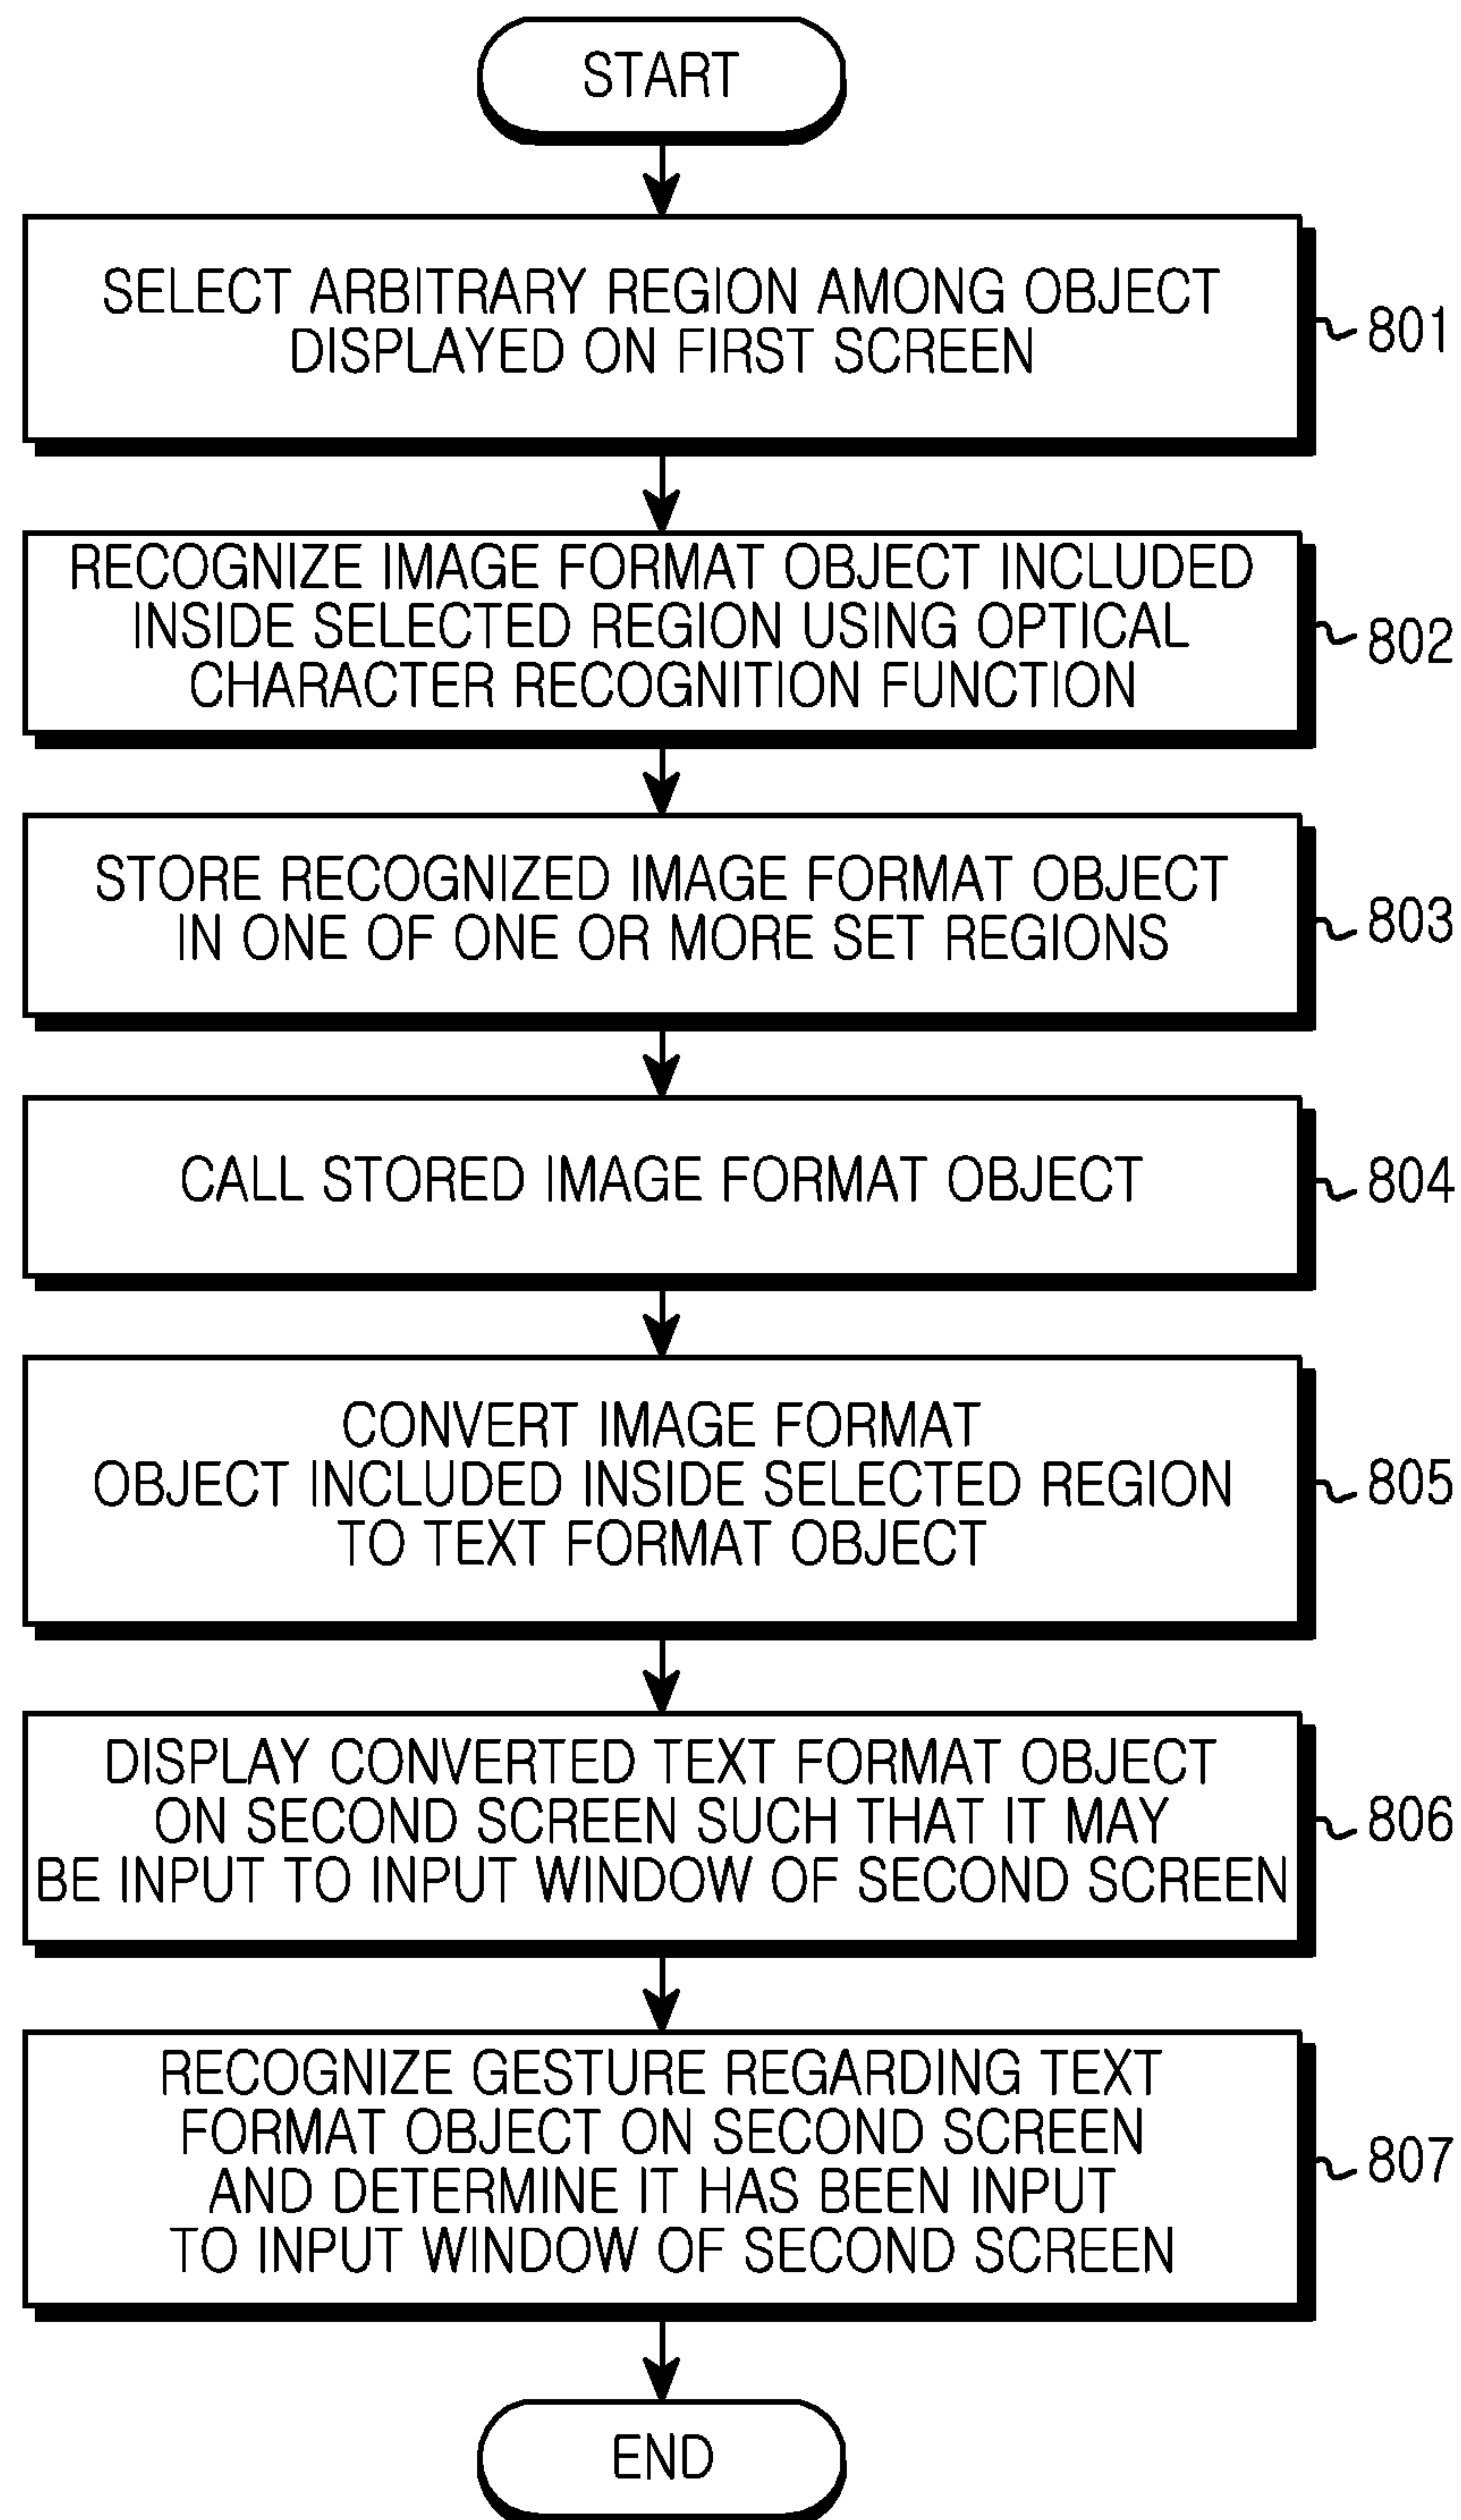 START
SELECT ARBITRARY REGION AMONG OBJECT
DISPLAYED ON FIRST SCREEN
801
RECOGNIZE IMAGE FORMAT OBJECT INCLUDED
INSIDE SELECTED REGION USING OPTICAL
CHARACTER RECOGNITION FUNCTION
802
STORE RECOGNIZED IMAGE FORMAT OBJECT
IN ONE OF ONE OR MORE SET REGIONS
803
CALL STORED IMAGE FORMAT OBJECT
804
CONVERT IMAGE FORMAT
OBJECT INCLUDED INSIDE SELECTED REGION
TO TEXT FORMAT OBJECT
805
DISPLAY CONVERTED TEXT FORMAT OBJECT
ON SECOND SCREEN SUCH THAT IT MAY
BE INPUT TO INPUT WINDOW OF SECOND SCREEN
806
RECOGNIZE GESTURE REGARDING TEXT
FORMAT OBJECT ON SECOND SCREEN
AND DETERMINE IT HAS BEEN INPUT
TO INPUT WINDOW OF SECOND SCREEN
807
END